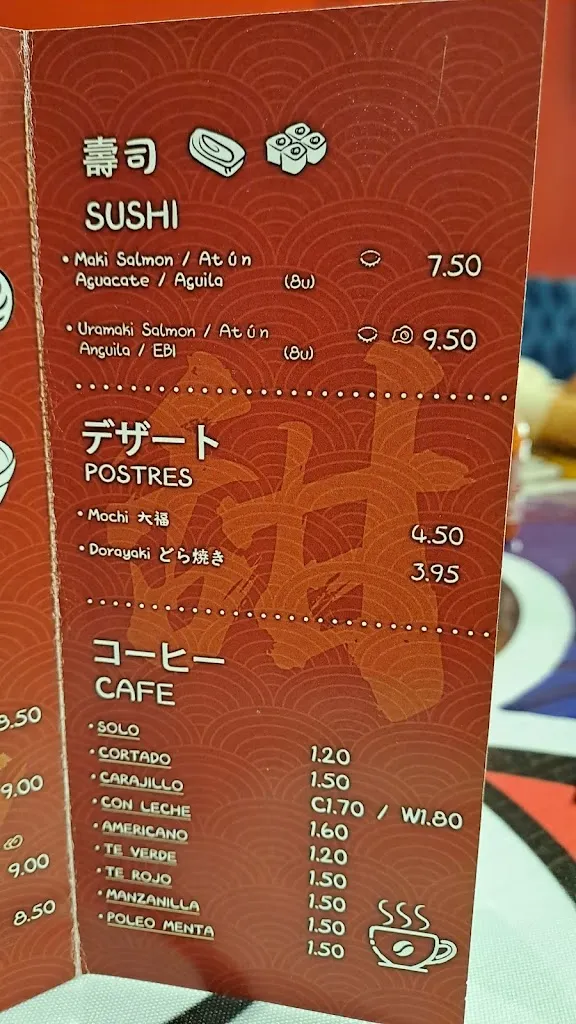 壽司
SUSHI
• Maki Salmon / Atún 7.50
Aguacate / Aguila (8u)
• Uramaki Salmon / Atún 9.50
Anguila / EBI (8u)
デザート
POSTRES
• Mochi 大福 4.50
• Dorayaki どら焼き 3.95
コーヒー
CAFE
• SOLO 1.20
• CORTADO 1.50
• CARAJILLO C1.70 / W1.80
• CON LECHE 1.60
• AMERICANO 1.20
• TE VERDE 1.50
• TE ROJO 1.50
• MANZANILLA 1.50
• POLEO MENTA 1.50
9.00
9.00
8.50